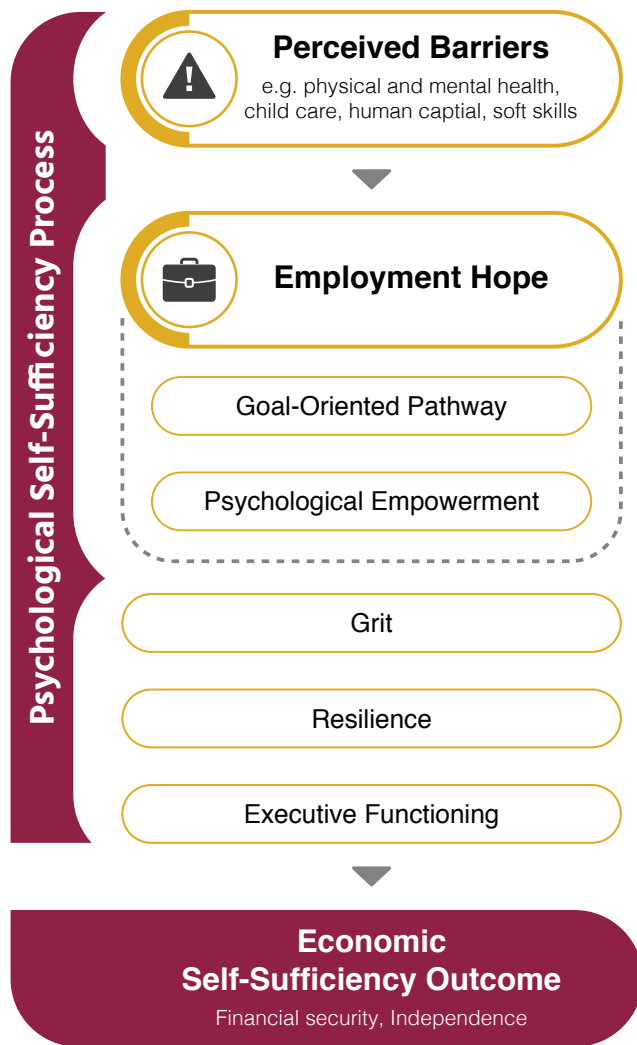 Psychological Self-Sufficiency Process
Perceived Barriers
e.g. physical and mental health,
child care, human captial, soft skills
Employment Hope
Goal-Oriented Pathway
Psychological Empowerment
Grit
Resilience
Executive Functioning
Economic
Self-Sufficiency Outcome
Financial security, Independence